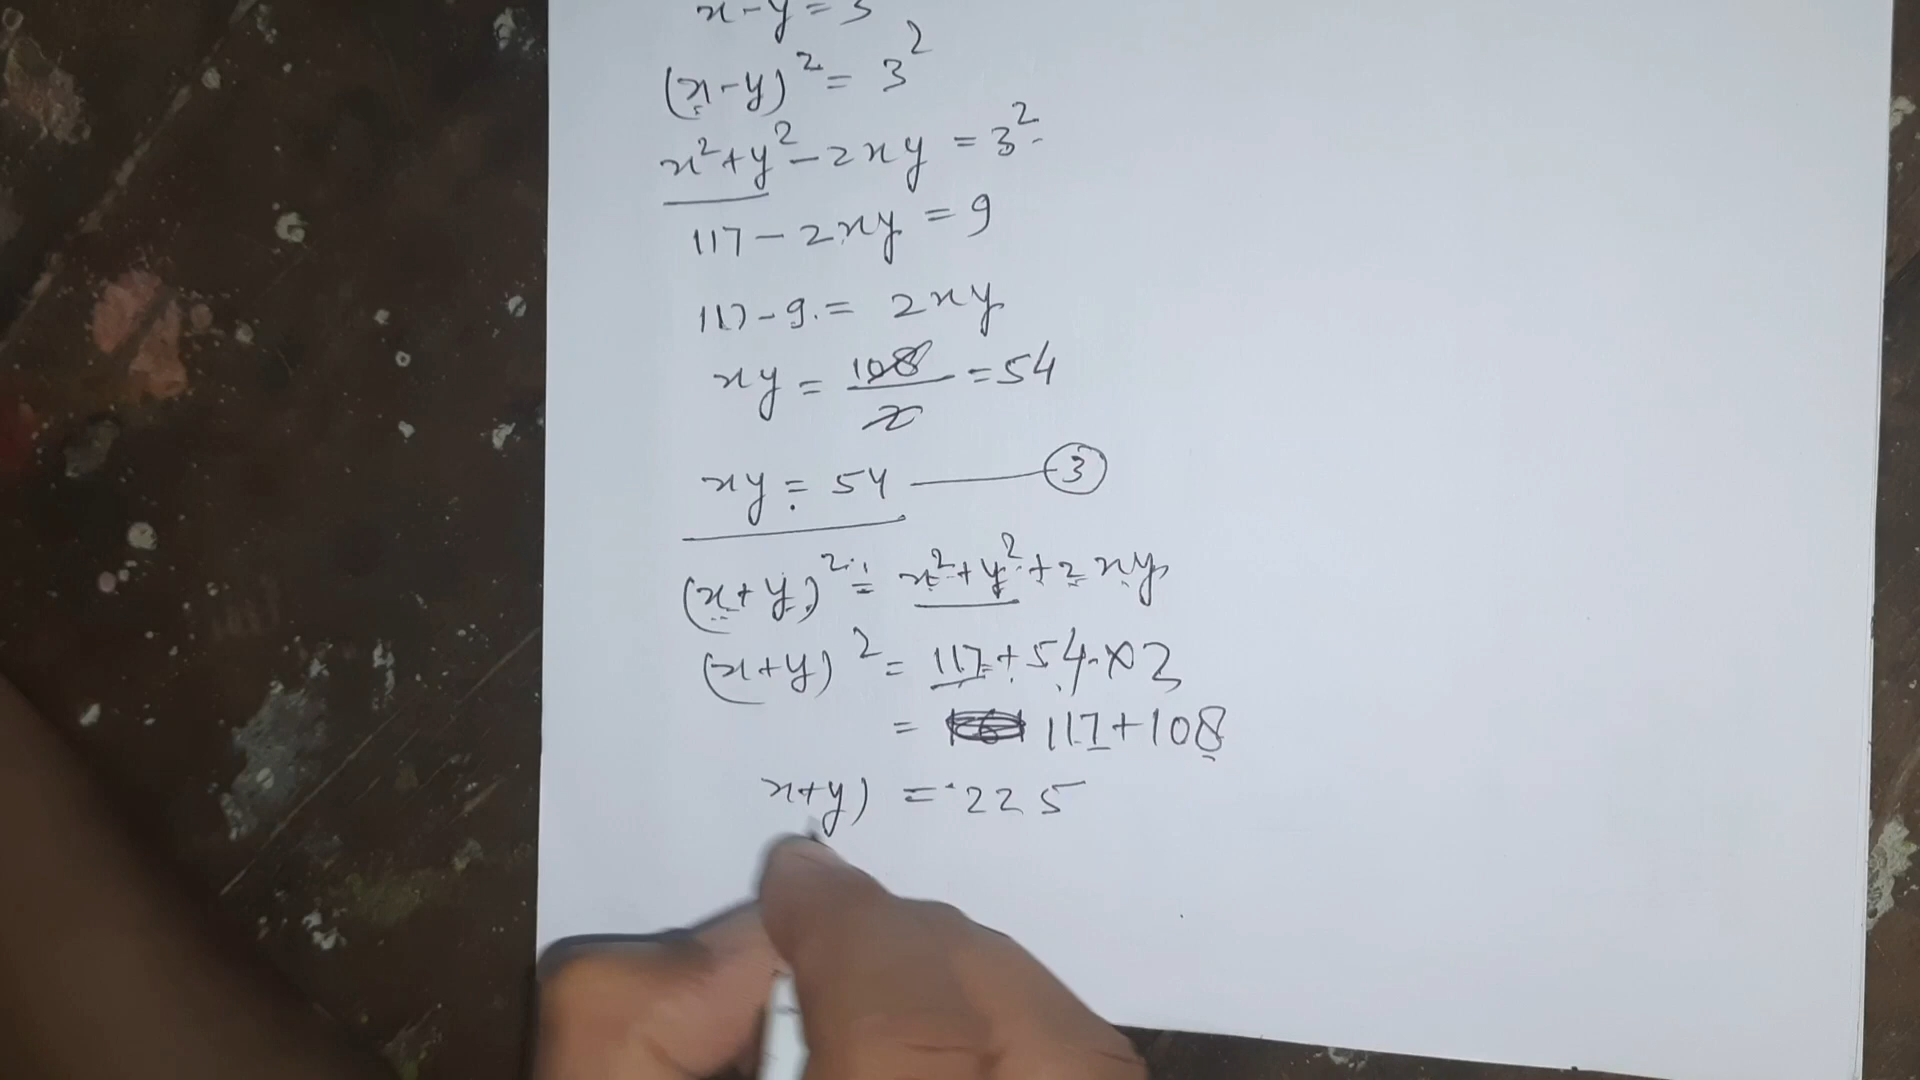 x-y=3
(x-y)² = 3²
x²+y²-2xy = 3²
117-2xy = 9
117-9 = 2xy
xy = 108/2 = 54
xy = 54 ③
(x+y)² = x²+y²+2xy
(x+y)² = 117+54×2
= 117+108
x+y) = 225